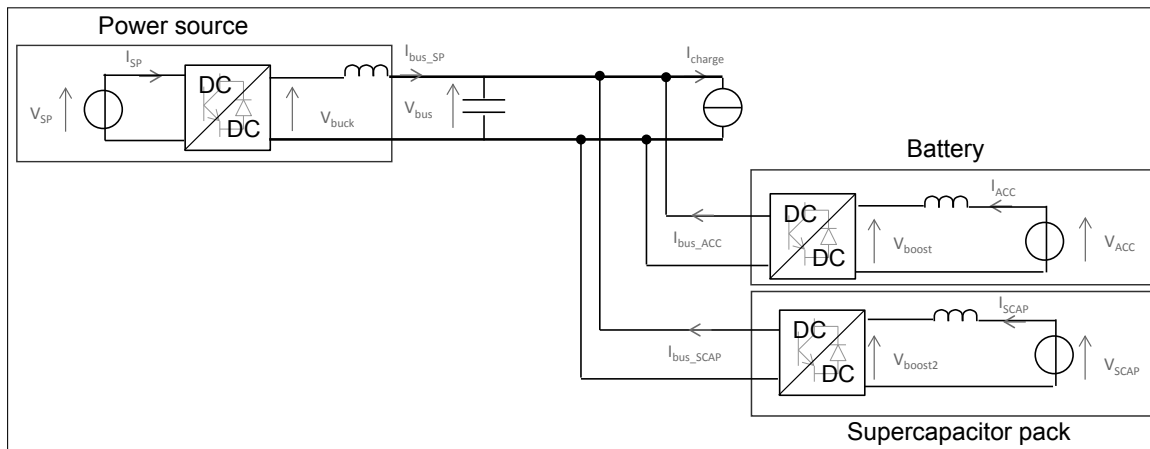 Power source
I_SP
DC
DC
V_SP
V_buck
I_bus_SP
V_bus
I_charge
Battery
I_ACC
DC
DC
I_bus_ACC
V_boost
V_ACC
I_SCAP
DC
DC
I_bus_SCAP
V_boost2
V_SCAP
Supercapacitor pack